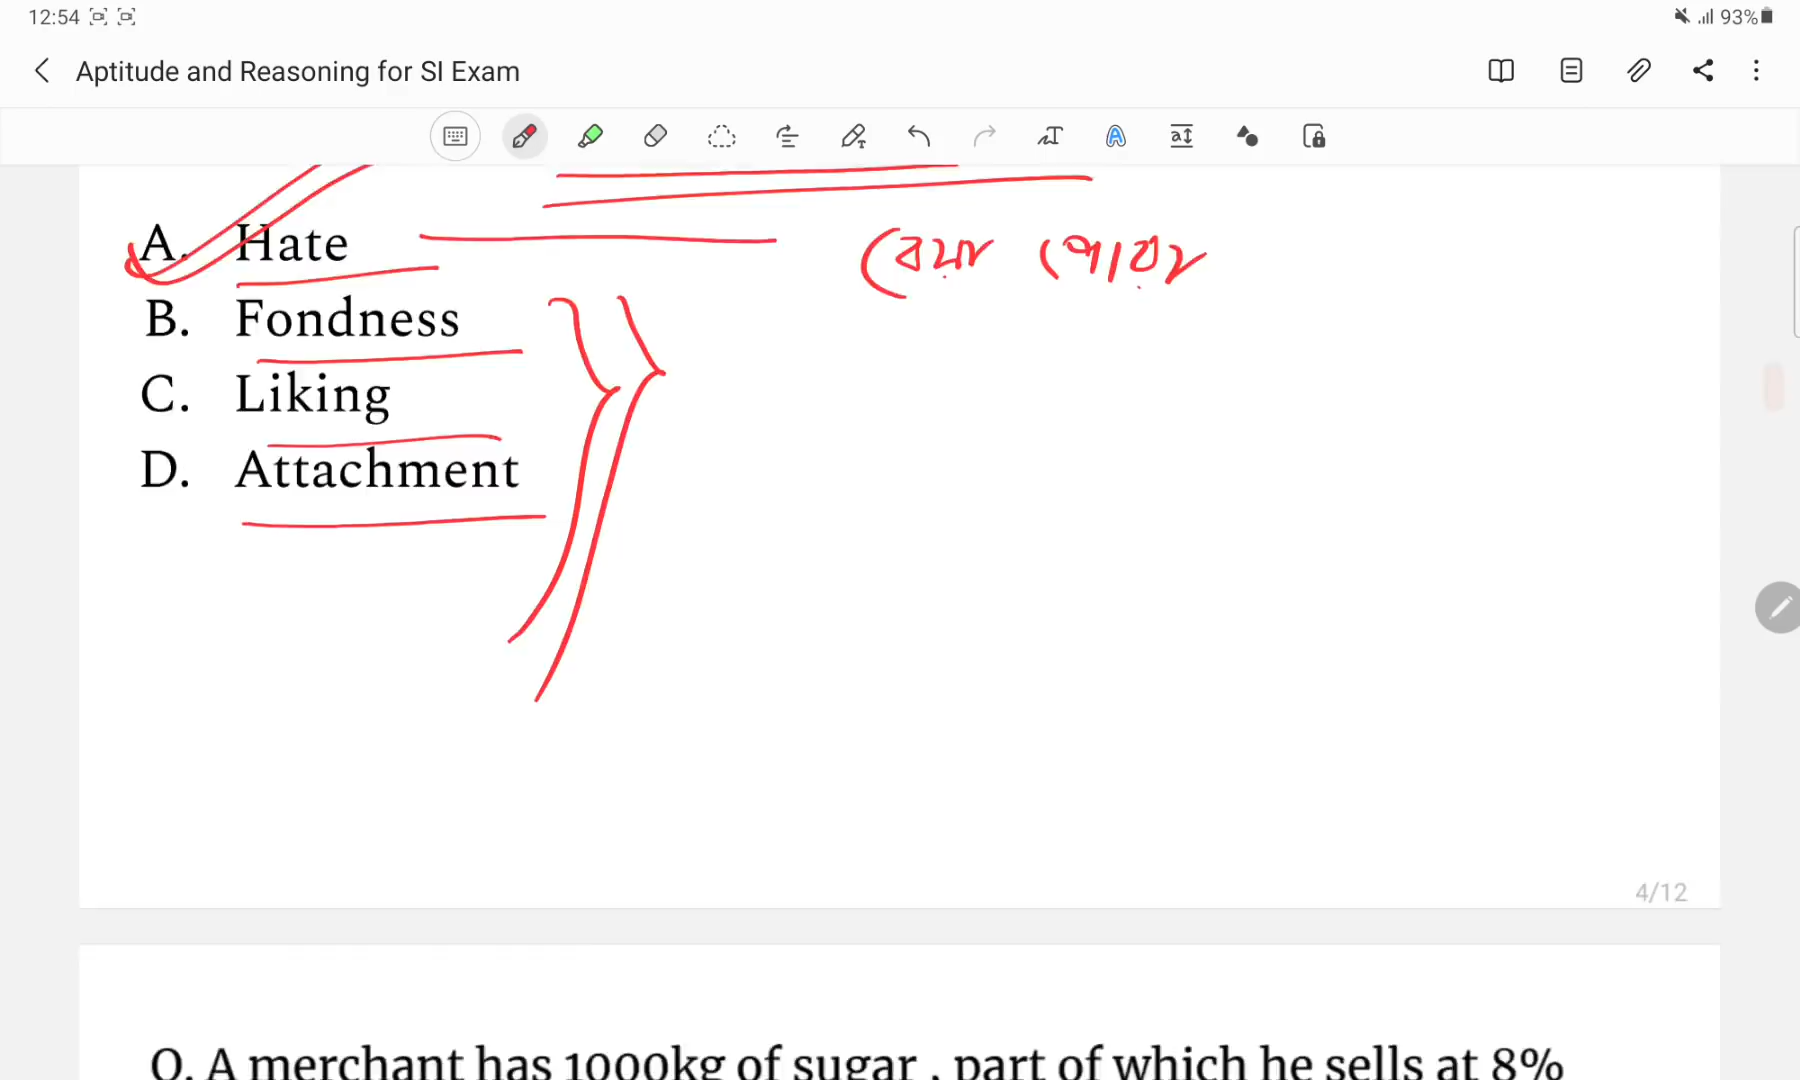 12:54 93%
Aptitude and Reasoning for SI Exam
A. Hate
B. Fondness
C. Liking
D. Attachment
4/12
Q. A merchant has 1000kg of sugar , part of which he sells at 8%